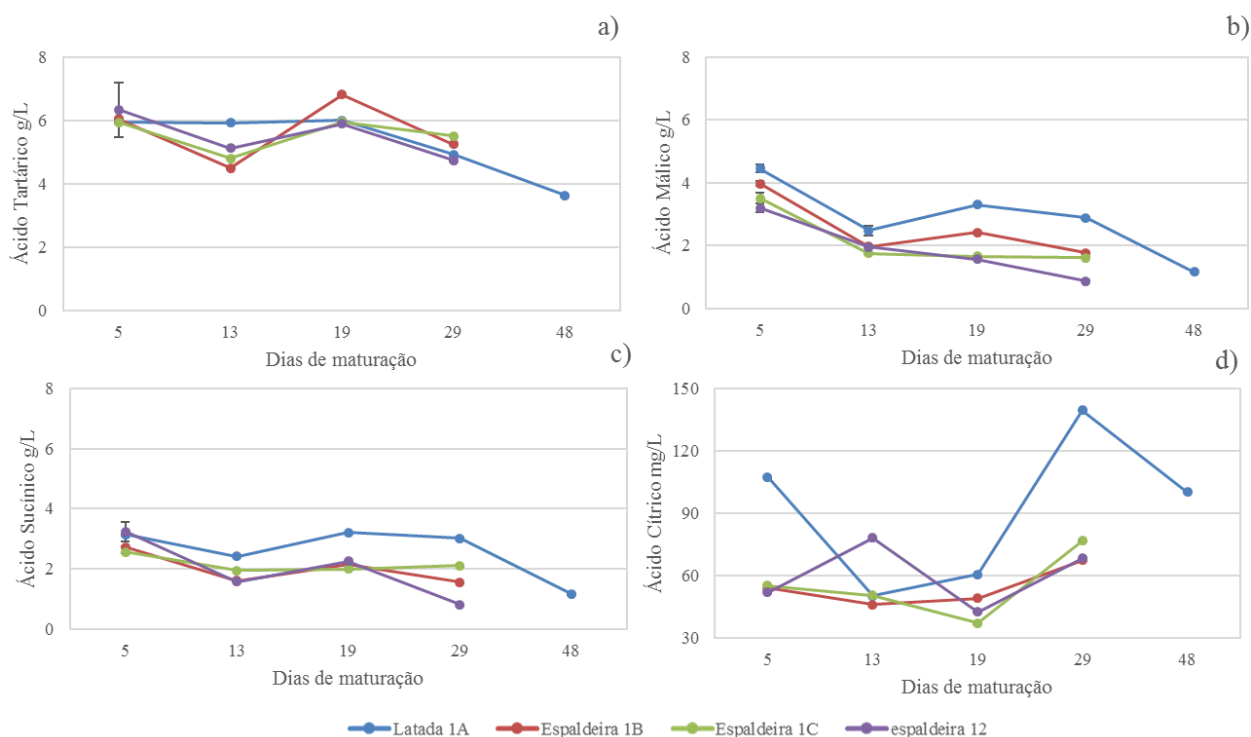 a)
8
6
4
2
0
Ácido Tartárico g/L
5 13 19 29 48
Dias de maturação
b)
8
6
4
2
0
Ácido Málico g/L
5 13 19 29 48
Dias de maturação
c)
8
6
4
2
0
Ácido Sucínico g/L
5 13 19 29 48
Dias de maturação
d)
150
120
90
60
30
Ácido Cítrico mg/L
5 13 19 29 48
Dias de maturação
Latada 1A Espaldeira 1B Espaldeira 1C espaldeira 12